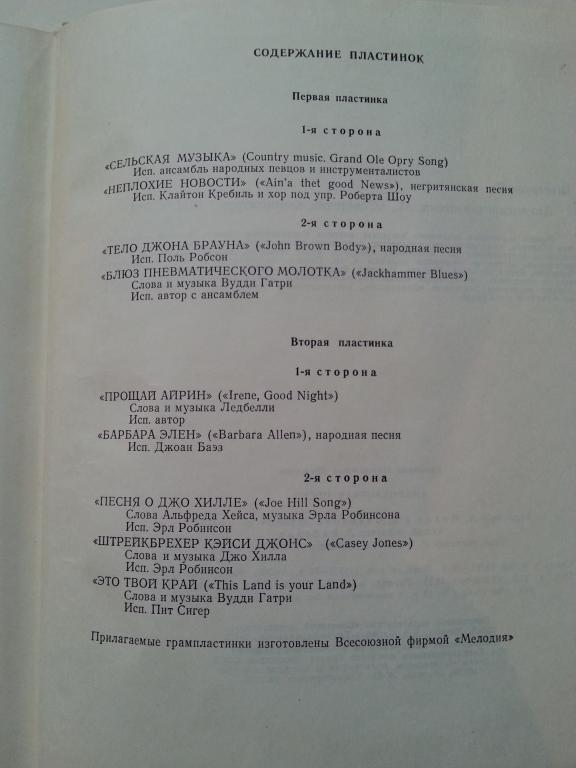 СОДЕРЖАНИЕ ПЛАСТИНОК
Первая пластинка
1-я сторона
«СЕЛЬСКАЯ МУЗЫКА» (Country music. Grand Ole Opry Song)
Исп. ансамбль народных певцов и инструменталистов
«НЕПЛОХИЕ НОВОСТИ» («Ain'a thet good News»), негритянская песня
Исп. Клайтон Кребиль и хор под упр. Роберта Шоу
2-я сторона
«ТЕЛО ДЖОНА БРАУНА» («John Brown Body»), народная песня
Исп. Поль Робсон
«БЛЮЗ ПНЕВМАТИЧЕСКОГО МОЛОТКА» («Jackhammer Blues»)
Слова и музыка Вудди Гатри
Исп. автор с ансамблем
Вторая пластинка
1-я сторона
«ПРОЩАЙ АЙРИН» («Irene, Good Night»)
Слова и музыка Ледбелли
Исп. автор
«БАРБАРА ЭЛЕН» («Barbara Allen»), народная песня
Исп. Джоан Баэз
2-я сторона
«ПЕСНЯ О ДЖО ХИЛЛЕ» («Joe Hill Song»)
Слова Альфреда Хейса, музыка Эрла Робинсона
Исп. Эрл Робинсон
«ШТРЕЙКБРЕХЕР КЭЙСИ ДЖОНС» («Casey Jones»)
Слова и музыка Джо Хилла
Исп. Эрл Робинсон
«ЭТО ТВОЙ КРАЙ («This Land is your Land»)
Слова и музыка Вудди Гатри
Исп. Пит Сигер
Прилагаемые грампластинки изготовлены Всесоюзной фирмой «Мелодия»